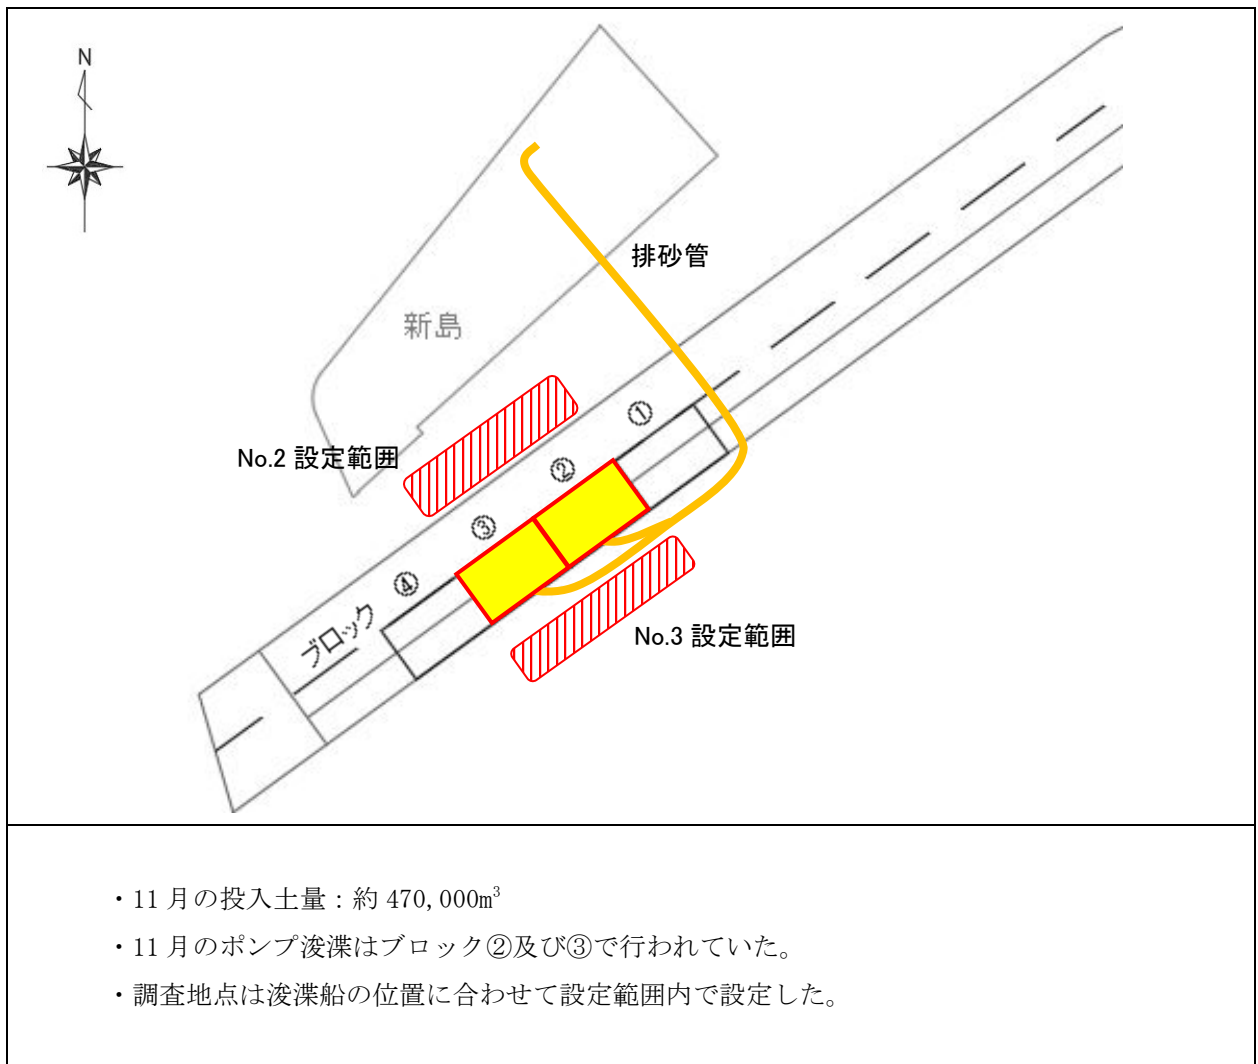 N
排砂管
新島
①
No.2 設定範囲
②
③
④
ブロック
No.3 設定範囲
・11 月の投入土量：約 470,000m³
・11 月のポンプ浚渫はブロック②及び③で行われていた。
・調査地点は浚渫船の位置に合わせて設定範囲内で設定した。